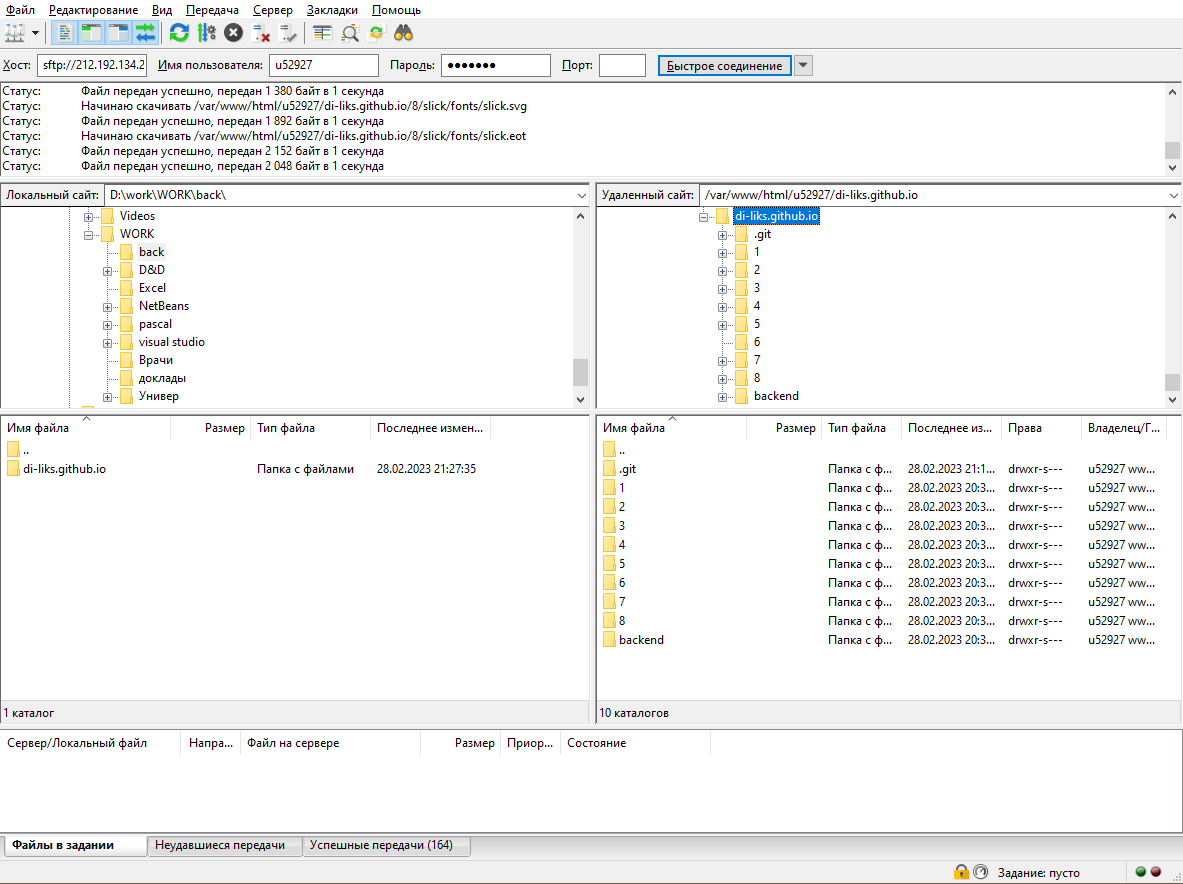 Файл Редактирование Вид Передача Сервер Закладки Помощь
Хост: sftp://212.192.134.2 Имя пользователя: u52927 Пароль: ●●●●●●● Порт: Быстрое соединение
Статус: Файл передан успешно, передан 1 380 байт в 1 секунда
Статус: Начинаю скачивать /var/www/html/u52927/di-liks.github.io/8/slick/fonts/slick.svg
Статус: Файл передан успешно, передан 1 892 байт в 1 секунда
Статус: Начинаю скачивать /var/www/html/u52927/di-liks.github.io/8/slick/fonts/slick.eot
Статус: Файл передан успешно, передан 2 152 байт в 1 секунда
Статус: Файл передан успешно, передан 2 048 байт в 1 секунда
Локальный сайт: D:\work\WORK\back\
Videos
WORK
back
D&D
Excel
NetBeans
pascal
visual studio
Врачи
доклады
Универ
Имя файла Размер Тип файла Последнее измен...
..
di-liks.github.io Папка с файлами 28.02.2023 21:27:35
1 каталог
Удаленный сайт: /var/www/html/u52927/di-liks.github.io
di-liks.github.io
.git
1
2
3
4
5
6
7
8
backend
Имя файла Размер Тип файла Последнее из... Права Владелец/Г...
..
.git Папка с ф... 28.02.2023 21:1... drwxr-s--- u52927 ww...
1 Папка с ф... 28.02.2023 20:3... drwxr-s--- u52927 ww...
2 Папка с ф... 28.02.2023 20:3... drwxr-s--- u52927 ww...
3 Папка с ф... 28.02.2023 20:3... drwxr-s--- u52927 ww...
4 Папка с ф... 28.02.2023 20:3... drwxr-s--- u52927 ww...
5 Папка с ф... 28.02.2023 20:3... drwxr-s--- u52927 ww...
6 Папка с ф... 28.02.2023 20:3... drwxr-s--- u52927 ww...
7 Папка с ф... 28.02.2023 20:3... drwxr-s--- u52927 ww...
8 Папка с ф... 28.02.2023 20:3... drwxr-s--- u52927 ww...
backend Папка с ф... 28.02.2023 20:3... drwxr-s--- u52927 ww...
10 каталогов
Сервер/Локальный файл Напра... Файл на сервере Размер Приор... Состояние
Файлы в задании Неудавшиеся передачи Успешные передачи (164)
Задание: пусто